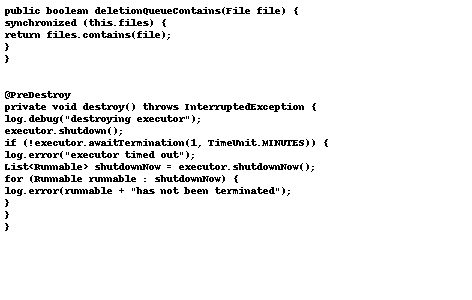 public boolean deletionQueueContains(File file) {
synchronized (this.files) {
return files.contains(file);
}
}
@PreDestroy
private void destroy() throws InterruptedException {
log.debug("destroying executor");
executor.shutdown();
if (!executor.awaitTermination(1, TimeUnit.MINUTES)) {
log.error("executor timed out");
List<Runnable> shutdownNow = executor.shutdownNow();
for (Runnable runnable : shutdownNow) {
log.error(runnable + "has not been terminated");
}
}
}